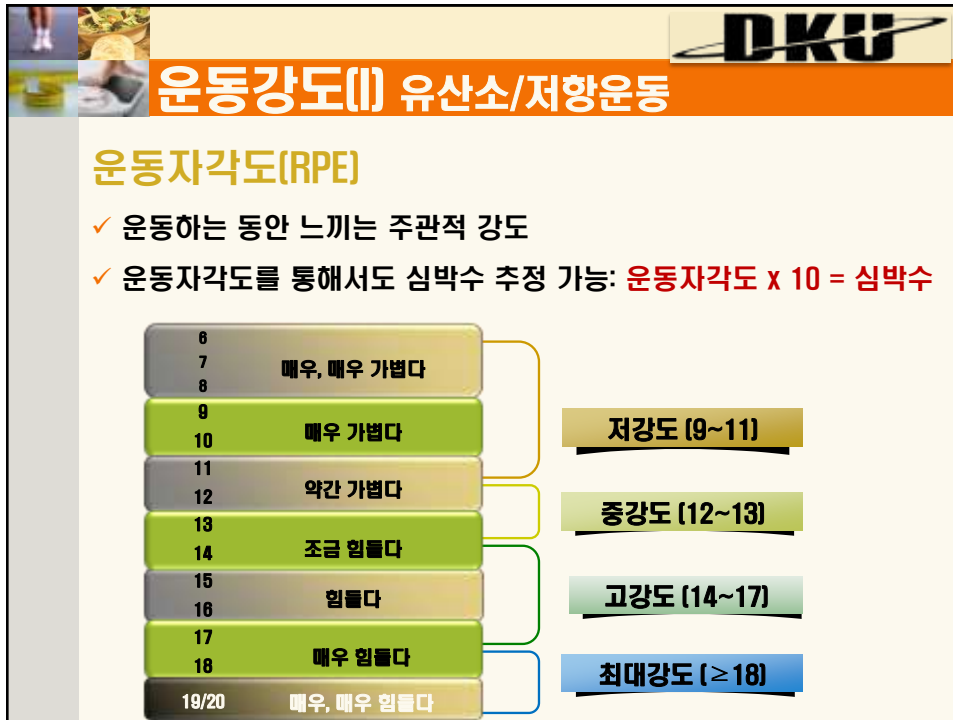 DKU
운동강도(I) 유산소/저항운동
운동자각도(RPE)
✓ 운동하는 동안 느끼는 주관적 강도
✓ 운동자각도를 통해서도 심박수 추정 가능: 운동자각도 x 10 = 심박수
6
7
8
매우, 매우 가볍다
9
10
매우 가볍다
11
12
약간 가볍다
13
14
조금 힘들다
15
16
힘들다
17
18
매우 힘들다
19/20
매우, 매우 힘들다
저강도 (9~11)
중강도 (12~13)
고강도 (14~17)
최대강도 (≥18)